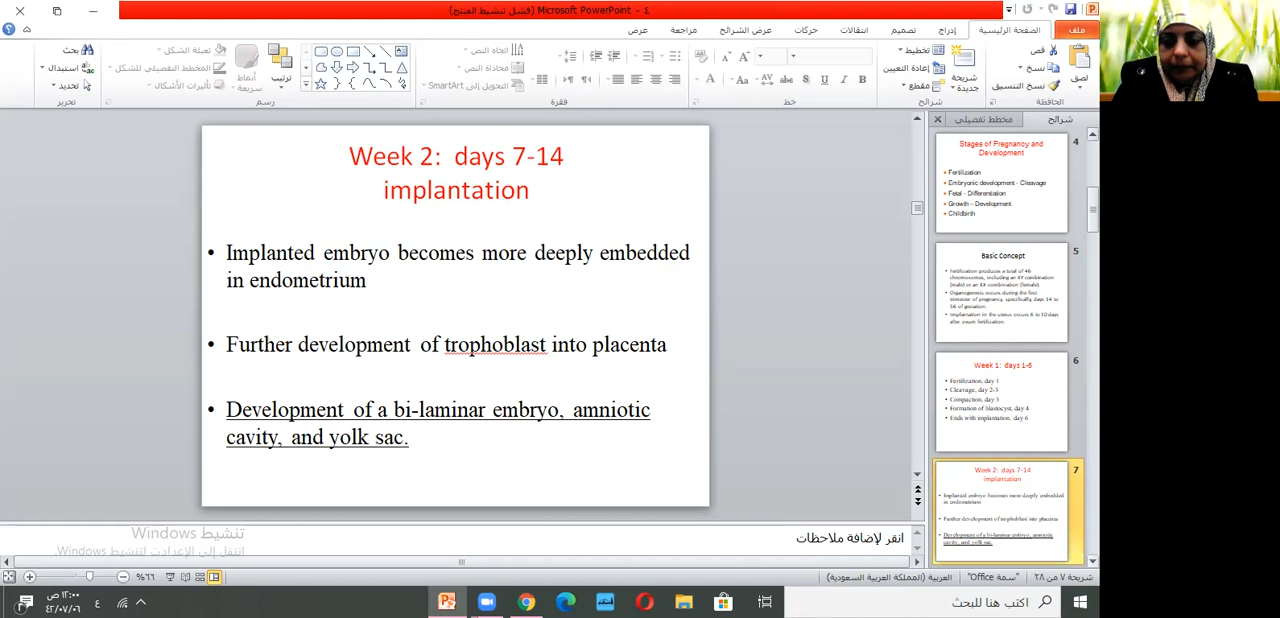 ٤ - Microsoft PowerPoint (فشل تنشيط المنتج)
ملف
الصفحة الرئيسية
إدراج
تصميم
انتقالات
حركات
عرض الشرائح
مراجعة
عرض
لصق
قص
نسخ
نسخ التنسيق
الحافظة
شريحة جديدة
تخطيط
إعادة التعيين
مقطع
شرائح
خط
اتجاه النص
محاذاة النص
التحويل إلى SmartArt
فقرة
ترتيب
أنماط سريعة
تعبئة الشكل
المخطط التفصيلي للشكل
تأثيرات الأشكال
رسم
بحث
استبدال
تحديد
تحرير
شرائح
مخطط تفصيلي
Week 2: days 7-14
implantation
• Implanted embryo becomes more deeply embedded
in endometrium
• Further development of trophoblast into placenta
• Development of a bi-laminar embryo, amniotic
cavity, and yolk sac.
4
Stages of Pregnancy and
Development
• Fertilization
• Embryonic development - Cleavage
• Fetal - Differentiation
• Growth - Development
• Childbirth
5
Basic Concept
• Fertilization produces a total of 46
chromosomes, including an XY combination
(male) or an XX combination (female).
• Organogenesis occurs during the first
trimester of pregnancy, specifically, days 14 to
56 of gestation.
• Implantation in the uterus occurs 6 to 10 days
after ovum fertilization.
6
Week 1: days 1-6
• Fertilization, day 1
• Cleavage, day 2-3
• Compaction, day 3
• Formation of blastocyst, day 4
• Ends with implantation, day 6
7
Week 2: days 7-14
implantation
• Implanted embryo becomes more deeply embedded
in endometrium
• Further development of trophoblast into placenta
• Development of a bi-laminar embryo, amniotic
cavity, and yolk sac.
انقر لإضافة ملاحظات
تنشيط Windows
انتقل إلى الإعدادات لتنشيط Windows.
شريحة ٧ من ٢٨
"سمة Office"
العربية (المملكة العربية السعودية)
٦٦%
اكتب هنا للبحث
١٢:٠٠ ص
٤٢/٠٧/٠٦
٤